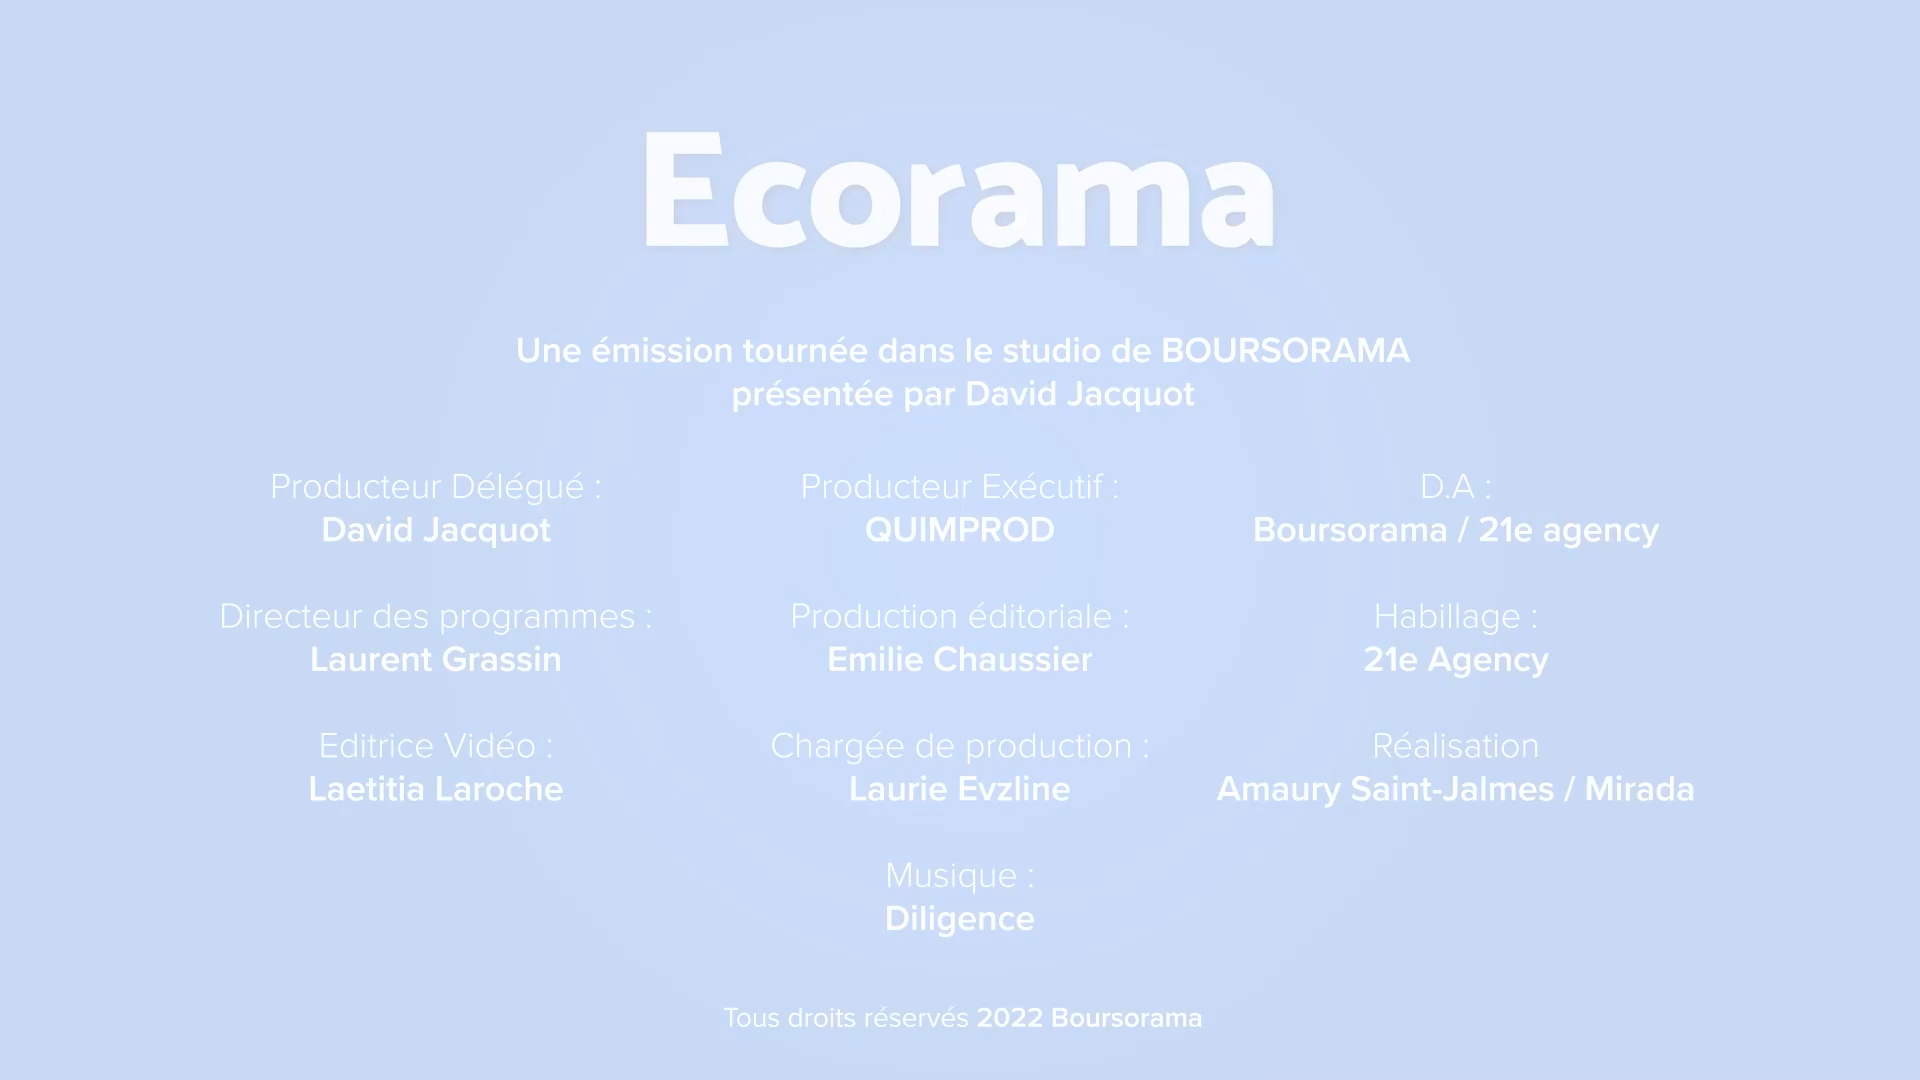 Ecorama
Une émission tournée dans le studio de BOURSORAMA
présentée par David Jacquot
Producteur Délégué :
David Jacquot
Producteur Exécutif :
QUIMPROD
D.A :
Boursorama / 21e agency
Directeur des programmes :
Laurent Grassin
Production éditoriale :
Emilie Chaussier
Habillage :
21e Agency
Editrice Vidéo :
Laetitia Laroche
Chargée de production :
Laurie Evzline
Réalisation
Amaury Saint-Jalmes / Mirada
Musique :
Diligence
Tous droits réservés 2022 Boursorama